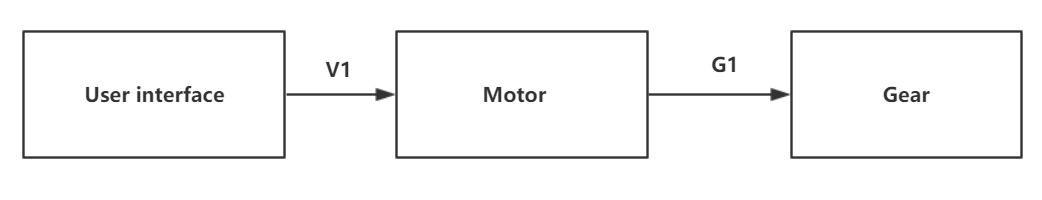 User interface
V1
Motor
G1
Gear